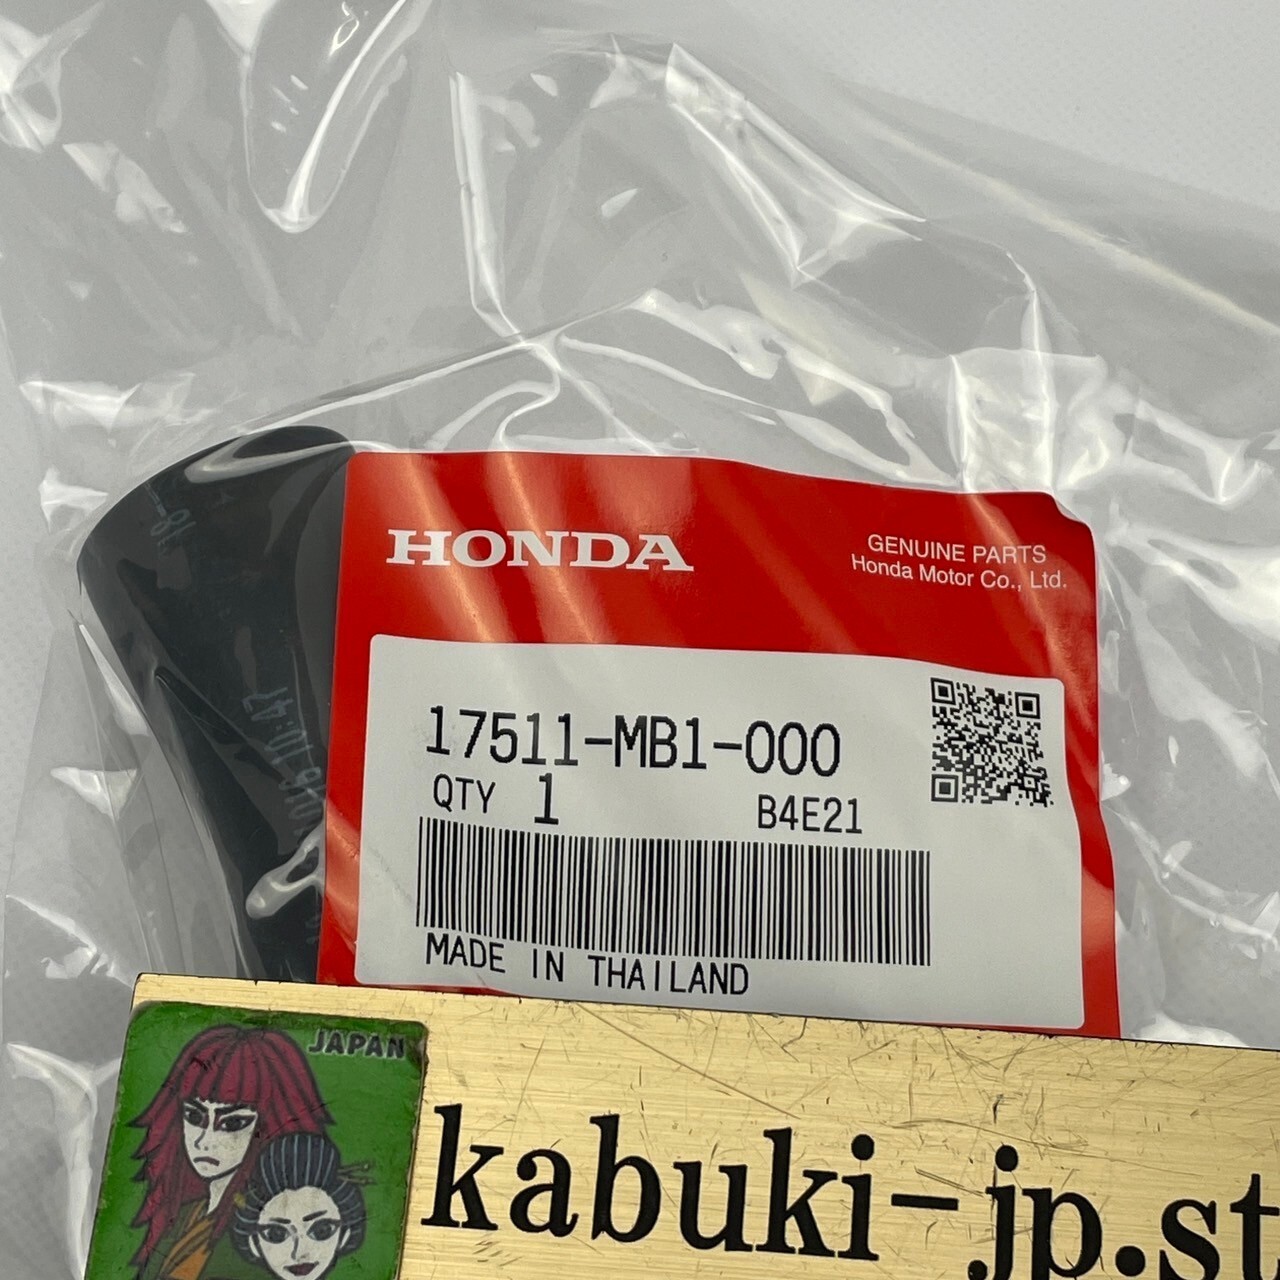 HONDA
GENUINE PARTS
Honda Motor Co., Ltd.
17511-MB1-000
QTY 1
B4E21
MADE IN THAILAND
JAPAN
kabuki-jp.st